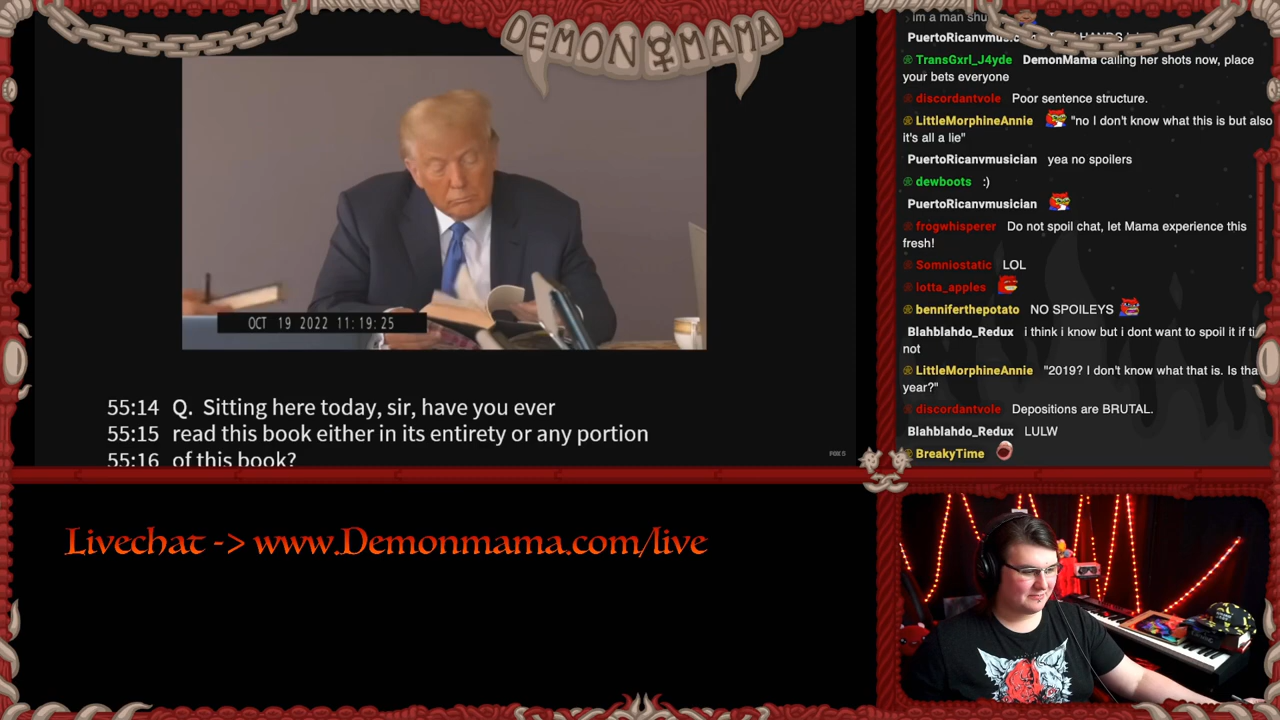 DEMON MAMA
im a man shu
PuertoRicanvmus
TransGxrl_J4yde DemonMama calling her shots now, place
your bets everyone
discordantvole Poor sentence structure.
LittleMorphineAnnie "no I don't know what this is but also
it's all a lie"
PuertoRicanvmusician yea no spoilers
dewboots :)
PuertoRicanvmusician
frogwhisperer Do not spoil chat, let Mama experience this
fresh!
Somniostatic LOL
lotta_apples
benniferthepotato NO SPOILEYS
Blahblahdo_Redux i think i know but i dont want to spoil it if ti
not
LittleMorphineAnnie "2019? I don't know what that is. Is tha
year?"
discordantvole Depositions are BRUTAL.
Blahblahdo_Redux LULW
BreakyTime
OCT 19 2022 11:19:25
55:14 Q. Sitting here today, sir, have you ever
55:15 read this book either in its entirety or any portion
55:16 of this book?
FOX 5
Livechat -> www.Demonmama.com/live